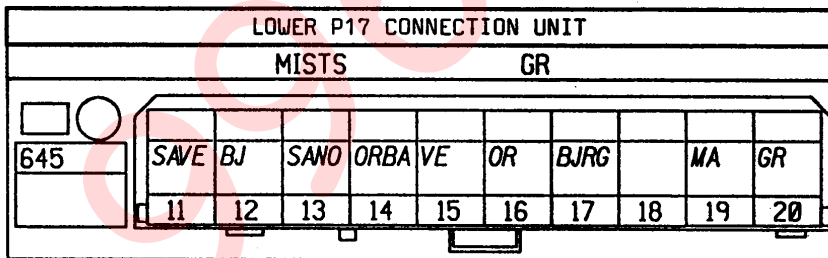 LOWER P17 CONNECTION UNIT
MISTS GR
645 SAVE BJ SANO ORBA VE OR BJRG MA GR
11 12 13 14 15 16 17 18 19 20